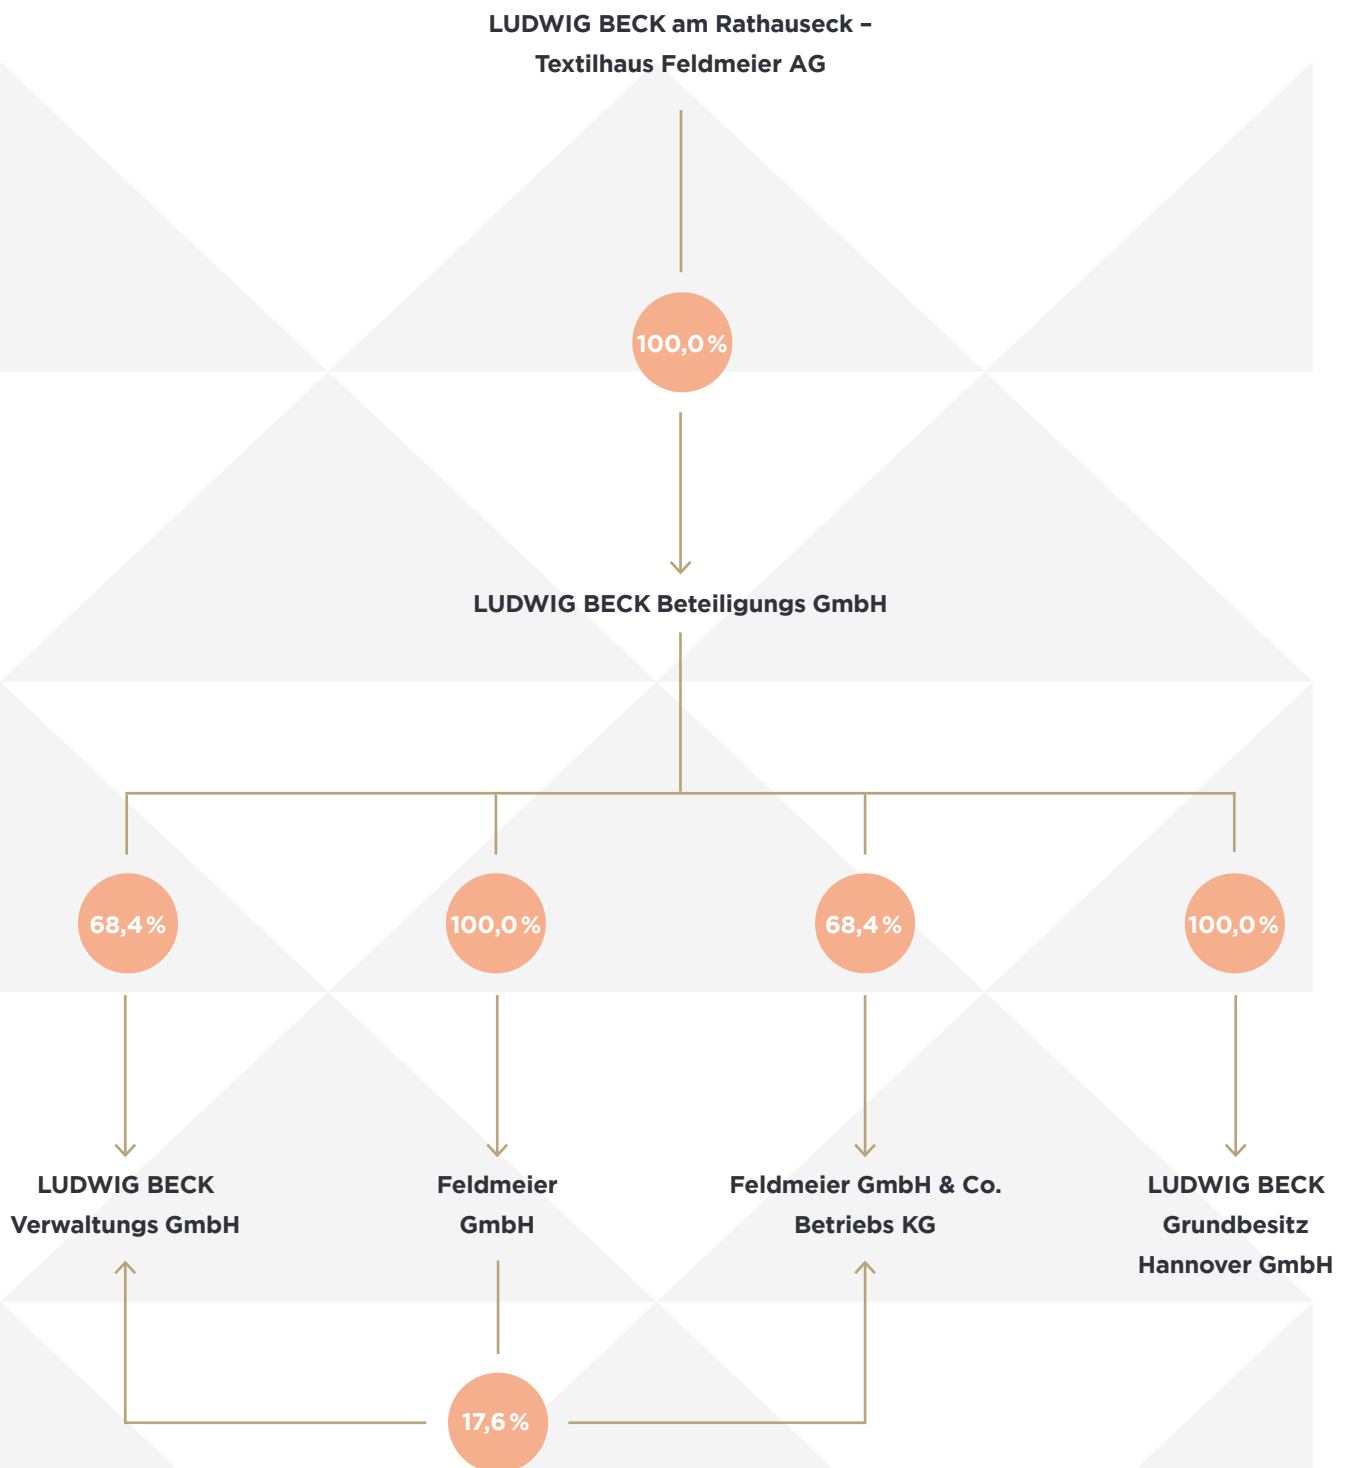 LUDWIG BECK am Rathauseck –
Textilhaus Feldmeier AG
100,0 %
LUDWIG BECK Beteiligungs GmbH
68,4 %
100,0 %
68,4 %
100,0 %
LUDWIG BECK
Verwaltungs GmbH
Feldmeier
GmbH
Feldmeier GmbH & Co.
Betriebs KG
LUDWIG BECK
Grundbesitz
Hannover GmbH
17,6 %